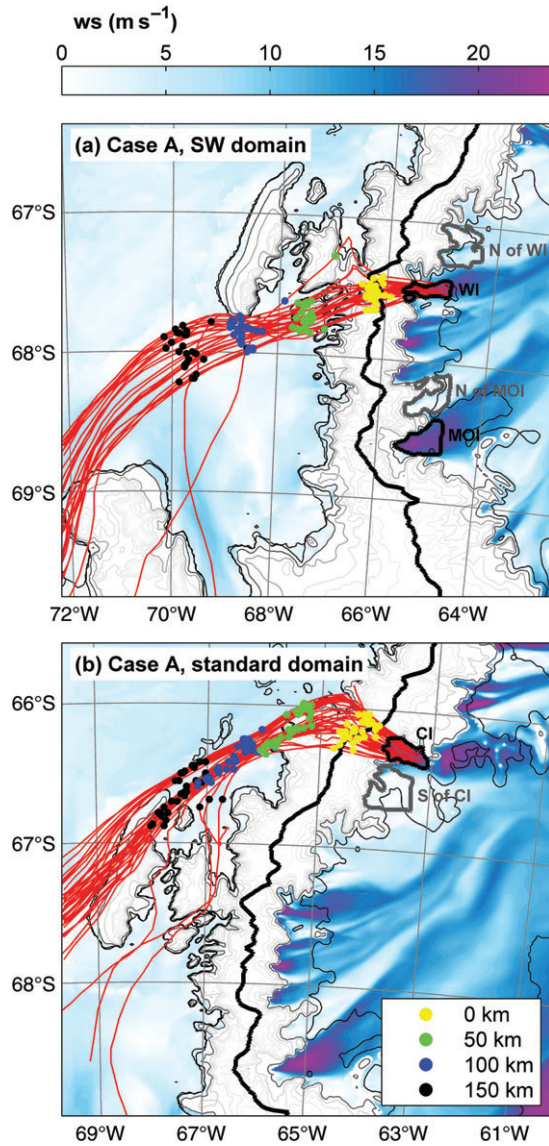 ws (m s⁻¹)
0 5 10 15 20
(a) Case A, SW domain
67°S
N of WI
WI
68°S
N of MOI
MOI
69°S
72°W 70°W 68°W 66°W 64°W
(b) Case A, standard domain
66°S
CI
S of CI
67°S
68°S
0 km
50 km
100 km
150 km
69°W 67°W 65°W 63°W 61°W